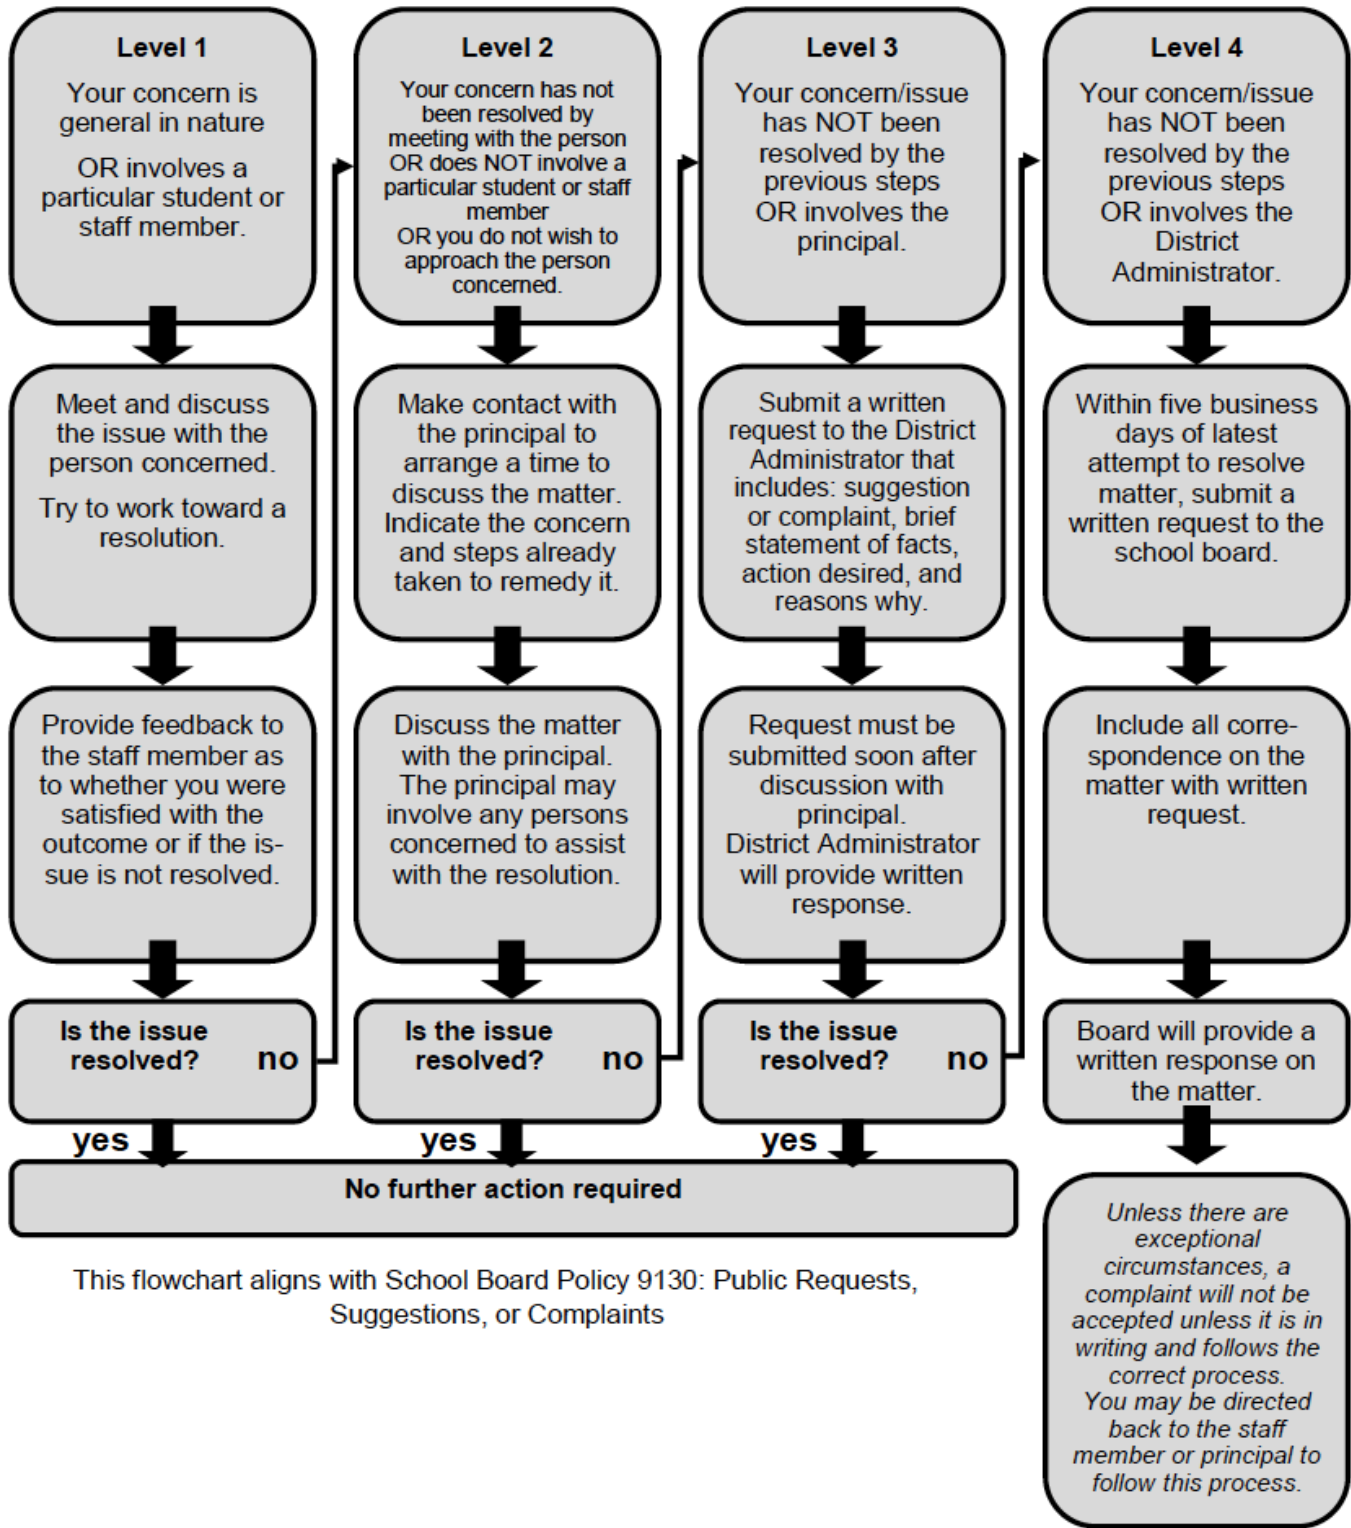 Level 1
Your concern is
general in nature
OR involves a
particular student or
staff member.
Meet and discuss
the issue with the
person concerned.
Try to work toward a
resolution.
Provide feedback to
the staff member as
to whether you were
satisfied with the
outcome or if the is-
sue is not resolved.
Is the issue
resolved?
no
yes
Level 2
Your concern has not
been resolved by
meeting with the person
OR does NOT involve a
particular student or staff
member
OR you do not wish to
approach the person
concerned.
Make contact with
the principal to
arrange a time to
discuss the matter.
Indicate the concern
and steps already
taken to remedy it.
Discuss the matter
with the principal.
The principal may
involve any persons
concerned to assist
with the resolution.
Is the issue
resolved?
no
yes
Level 3
Your concern/issue
has NOT been
resolved by the
previous steps
OR involves the
principal.
Submit a written
request to the District
Administrator that
includes: suggestion
or complaint, brief
statement of facts,
action desired, and
reasons why.
Request must be
submitted soon after
discussion with
principal.
District Administrator
will provide written
response.
Is the issue
resolved?
no
yes
Level 4
Your concern/issue
has NOT been
resolved by the
previous steps
OR involves the
District
Administrator.
Within five business
days of latest
attempt to resolve
matter, submit a
written request to the
school board.
Include all corre-
spondence on the
matter with written
request.
Board will provide a
written response on
the matter.
Unless there are
exceptional
circumstances, a
complaint will not be
accepted unless it is in
writing and follows the
correct process.
You may be directed
back to the staff
member or principal to
follow this process.
No further action required
This flowchart aligns with School Board Policy 9130: Public Requests,
Suggestions, or Complaints